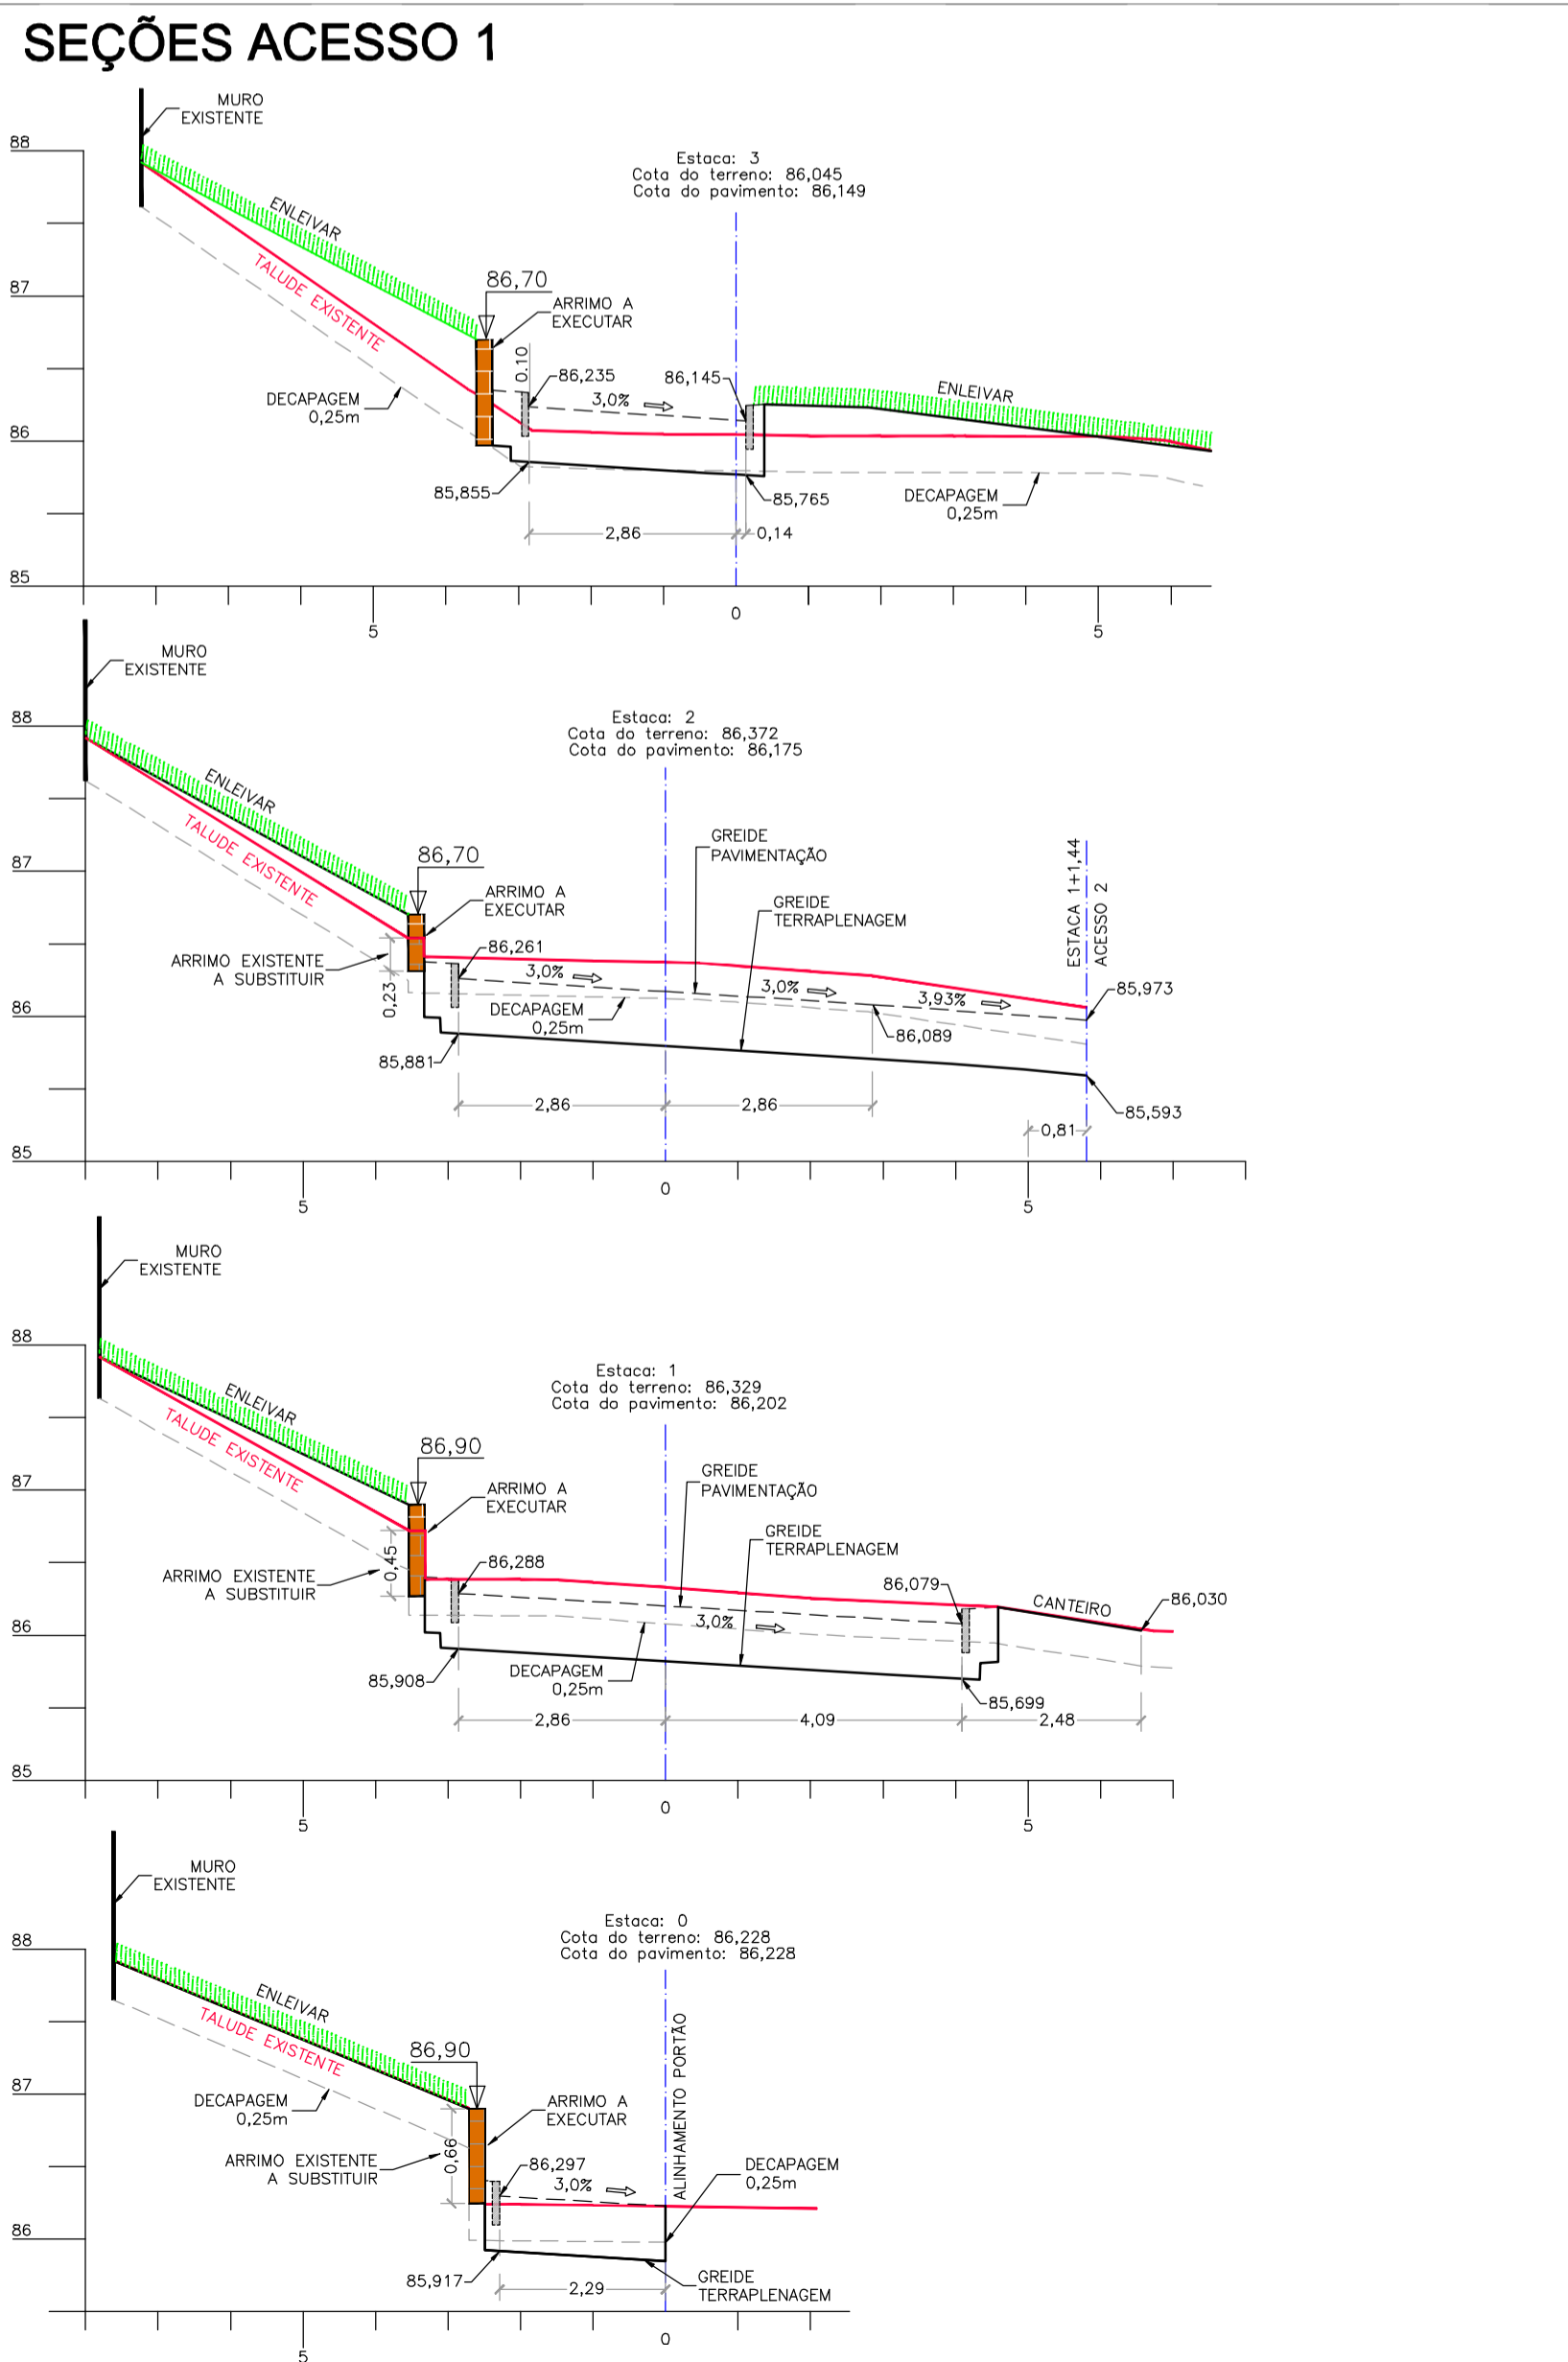 SEÇÕES ACESSO 1
MURO
EXISTENTE
88
Estaca: 3
Cota do terreno: 86,045
Cota do pavimento: 86,149
ENLEIVAR
TALUDE EXISTENTE
86,70
87
ARRIMO A
EXECUTAR
0.10
86,235
86,145
3,0%
ENLEIVAR
DECAPAGEM
0,25m
86
85,855
85,765
DECAPAGEM
0,25m
2,86
0,14
85
0
5
5
MURO
EXISTENTE
88
Estaca: 2
Cota do terreno: 86,372
Cota do pavimento: 86,175
ENLEIVAR
TALUDE EXISTENTE
86,70
87
GREIDE
PAVIMENTAÇÃO
ESTACA 1+1,44
ACESSO 2
ARRIMO A
EXECUTAR
GREIDE
TERRAPLENAGEM
ARRIMO EXISTENTE
A SUBSTITUIR
0,23
86,261
3,0%
3,0%
3,93%
85,973
86
DECAPAGEM
0,25m
86,089
85,881
2,86
2,86
85,593
0,81
85
0
5
5
MURO
EXISTENTE
88
Estaca: 1
Cota do terreno: 86,329
Cota do pavimento: 86,202
ENLEIVAR
TALUDE EXISTENTE
86,90
87
GREIDE
PAVIMENTAÇÃO
ARRIMO A
EXECUTAR
GREIDE
TERRAPLENAGEM
ARRIMO EXISTENTE
A SUBSTITUIR
0,45
86,288
86,079
CANTEIRO
86,030
3,0%
86
DECAPAGEM
0,25m
85,908
85,699
2,86
4,09
2,48
85
0
5
5
MURO
EXISTENTE
88
Estaca: 0
Cota do terreno: 86,228
Cota do pavimento: 86,228
ENLEIVAR
TALUDE EXISTENTE
86,90
87
DECAPAGEM
0,25m
ALINHAMENTO PORTÃO
ARRIMO A
EXECUTAR
ARRIMO EXISTENTE
A SUBSTITUIR
0,66
86,297
3,0%
DECAPAGEM
0,25m
86
85,917
2,29
GREIDE
TERRAPLENAGEM
0
5